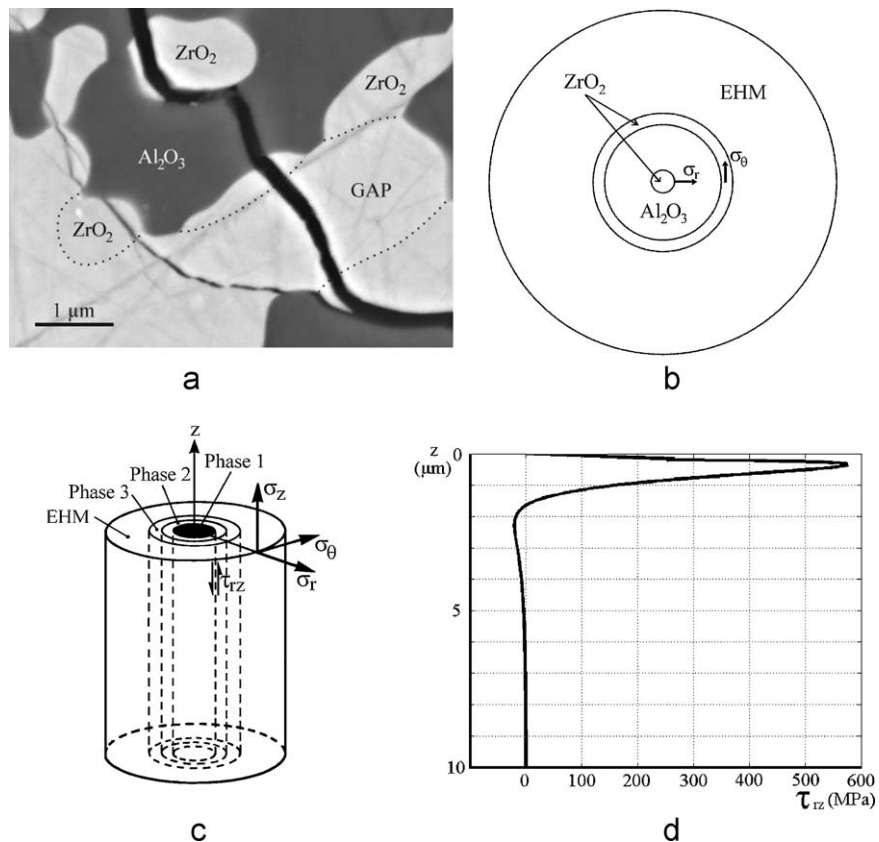 ZrO₂
ZrO₂
Al₂O₃
GAP
ZrO₂
1 µm
a
ZrO₂
EHM
σθ
σr
Al₂O₃
b
z
Phase 1
Phase 2
Phase 3
EHM
σz
σθ
σr
τrz
c
z
(µm)
0
5
10
0 100 200 300 400 500 600
τrz (MPa)
d